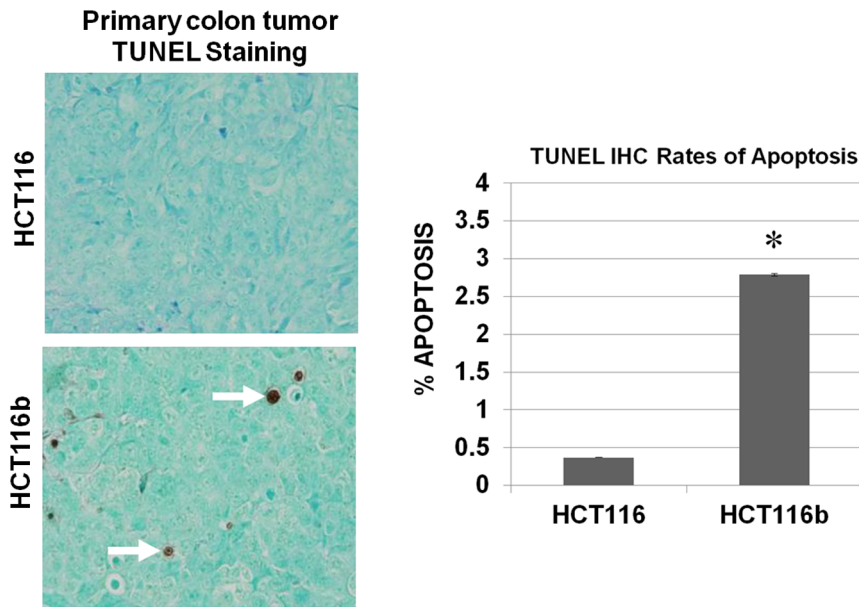 Primary colon tumor
TUNEL Staining
HCT116
HCT116b
TUNEL IHC Rates of Apoptosis
% APOPTOSIS
4
3.5
3
2.5
2
1.5
1
0.5
0
*
HCT116
HCT116b